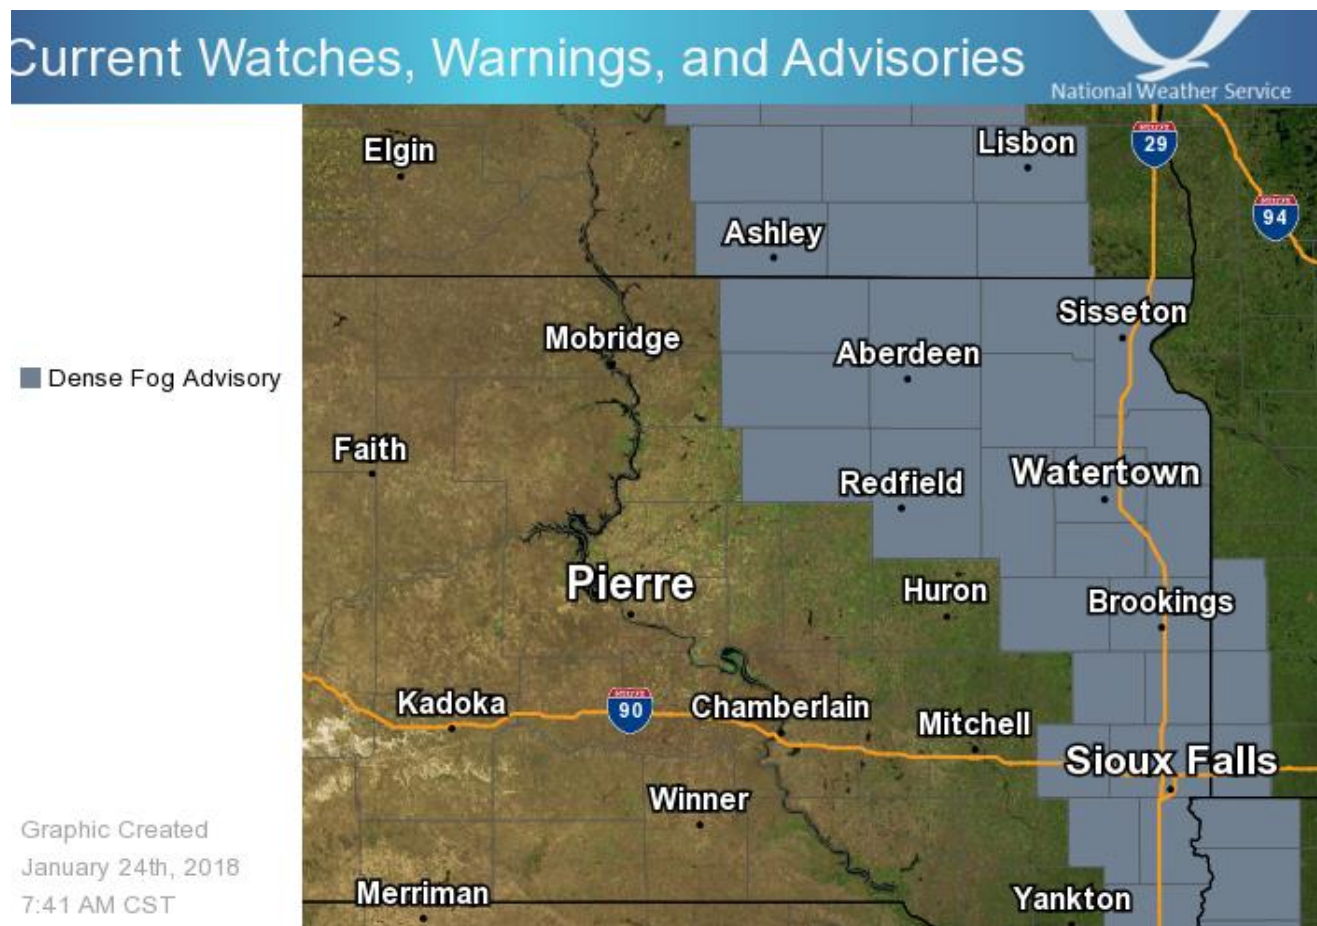 Current Watches, Warnings, and Advisories
National Weather Service
Elgin
Lisbon
29
94
Ashley
Sisseton
Mobridge
Aberdeen
Dense Fog Advisory
Faith
Watertown
Redfield
Pierre
Huron
Brookings
Kadoka
90
Chamberlain
Mitchell
Sioux Falls
Winner
Graphic Created
January 24th, 2018
7:41 AM CST
Merriman
Yankton